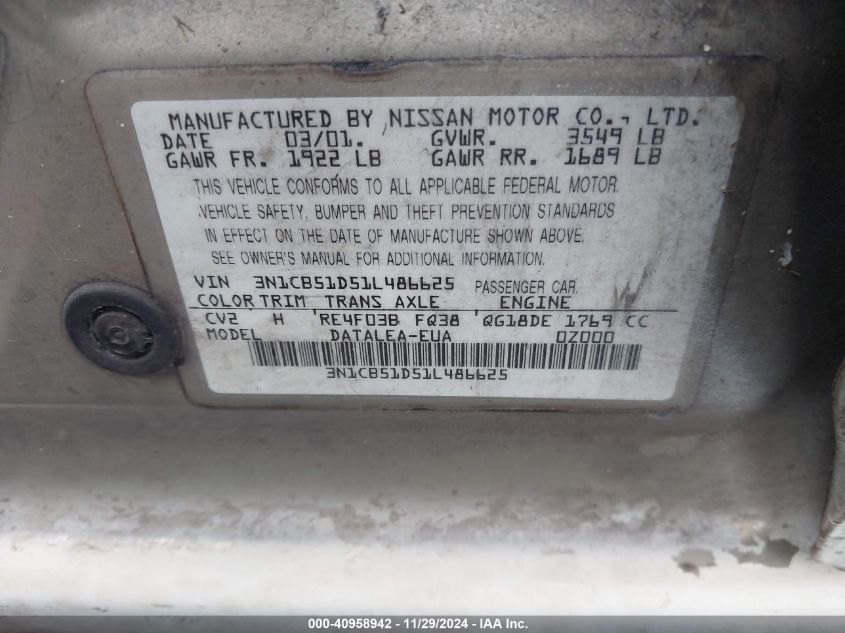 MANUFACTURED BY NISSAN MOTOR CO., LTD.
DATE 03/01. GVWR. 3549 LB
GAWR FR. 1922 LB GAWR RR. 1689 LB
THIS VEHICLE CONFORMS TO ALL APPLICABLE FEDERAL MOTOR
VEHICLE SAFETY, BUMPER AND THEFT PREVENTION STANDARDS
IN EFFECT ON THE DATE OF MANUFACTURE SHOWN ABOVE.
SEE OWNER'S MANUAL FOR ADDITIONAL INFORMATION.
VIN 3N1CB51D51L486625 PASSENGER CAR.
COLOR TRIM TRANS AXLE ENGINE
CV2 H RE4F03B FQ38 QG18DE 1769 CC
MODEL DATALEA-EUA 0Z000
3N1CB51D51L486625
000-40958942 - 11/29/2024 - IAA Inc.